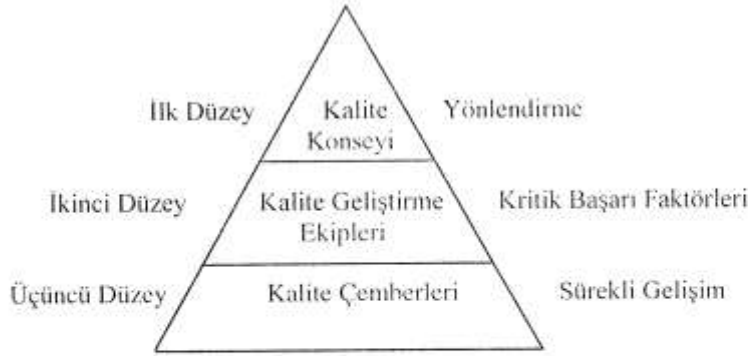 İlk Düzey
Kalite
Konseyi
Yönlendirme
İkinci Düzey
Kalite Geliştirme
Ekipleri
Kritik Başarı Faktörleri
Üçüncü Düzey
Kalite Çemberleri
Sürekli Gelişim